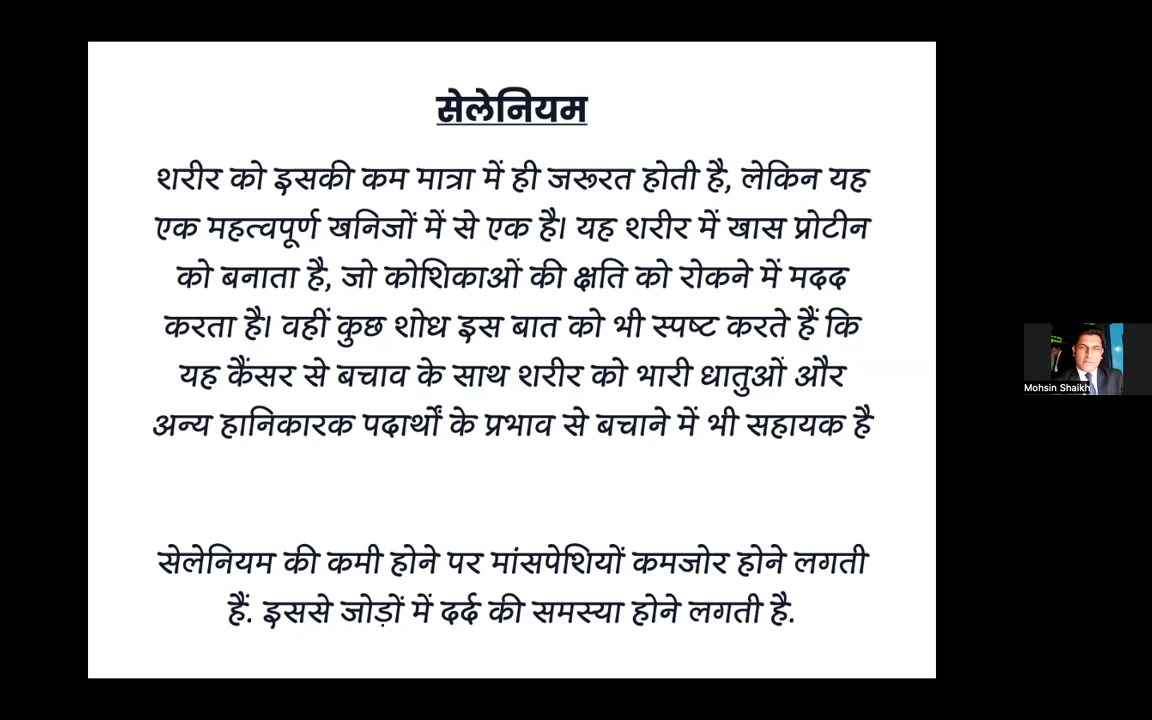 सेलेनियम
शरीर को इसकी कम मात्रा में ही जरूरत होती है, लेकिन यह
एक महत्वपूर्ण खनिजों में से एक है। यह शरीर में खास प्रोटीन
को बनाता है, जो कोशिकाओं की क्षति को रोकने में मदद
करता है। वहीं कुछ शोध इस बात को भी स्पष्ट करते हैं कि
यह कैंसर से बचाव के साथ शरीर को भारी धातुओं और
अन्य हानिकारक पदार्थों के प्रभाव से बचाने में भी सहायक है
सेलेनियम की कमी होने पर मांसपेशियों कमजोर होने लगती
हैं. इससे जोड़ों में दर्द की समस्या होने लगती है.
Mohsin Shaikh